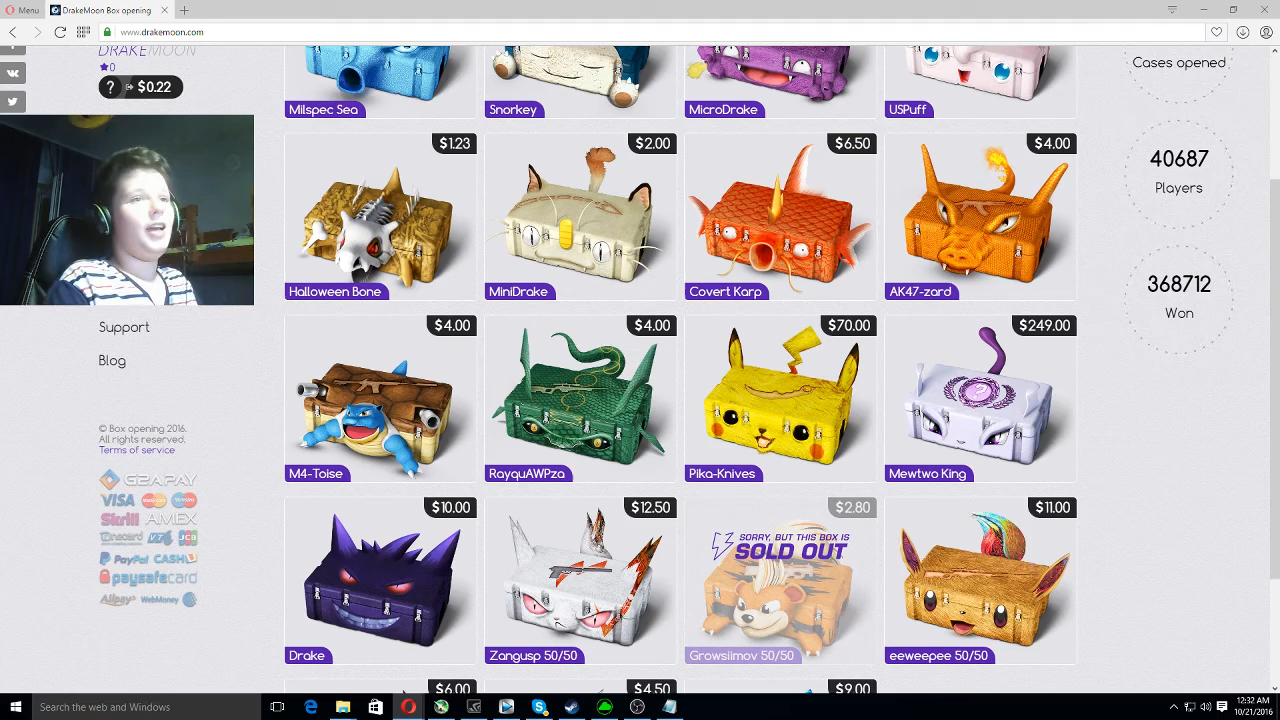 Menu
DrakeMoon Box opening
www.drakemoon.com
DRAKEMOON
0
? $0.22
Support
Blog
© Box opening 2016.
All rights reserved.
Terms of service
G2APAY
VISA
Skrill AMEX
JCB
PayPal CASHU
paysafecard
Alipay WebMoney
Milspec Sea
Snorkey
MicroDrake
USPuff
$1.23
Halloween Bone
$2.00
MiniDrake
$6.50
Covert Karp
$4.00
AK47-zard
$4.00
M4-Toise
$4.00
RayquAWPza
$70.00
Pika-Knives
$249.00
Mewtwo King
$10.00
Drake
$12.50
Zangusp 50/50
$2.80
SORRY, BUT THIS BOX IS
SOLD OUT
Growsiimov 50/50
$11.00
eeweepee 50/50
$6.00
$4.50
$9.00
Cases opened
40687
Players
368712
Won
Search the web and Windows
12:32 AM
10/21/2016